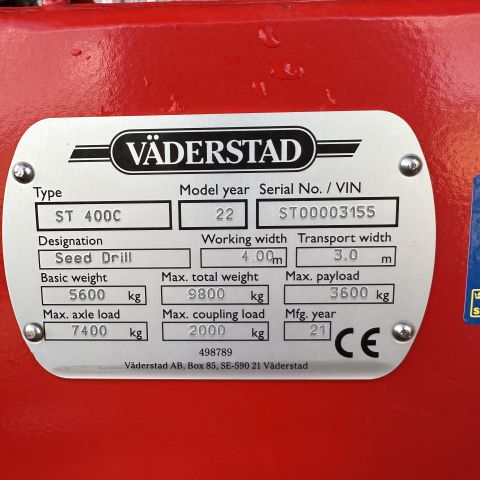 VÄDERSTAD
Type Model year Serial No. / VIN
ST 400C 22 ST00003155
Designation Working width Transport width
Seed Drill 4.00m 3.0 m
Basic weight Max. total weight Max. payload
5600 kg 9800 kg 3600 kg
Max. axle load Max. coupling load Mfg. year
7400 kg 2000 kg 21 CE
498789
Väderstad AB, Box 85, SE-590 21 Väderstad